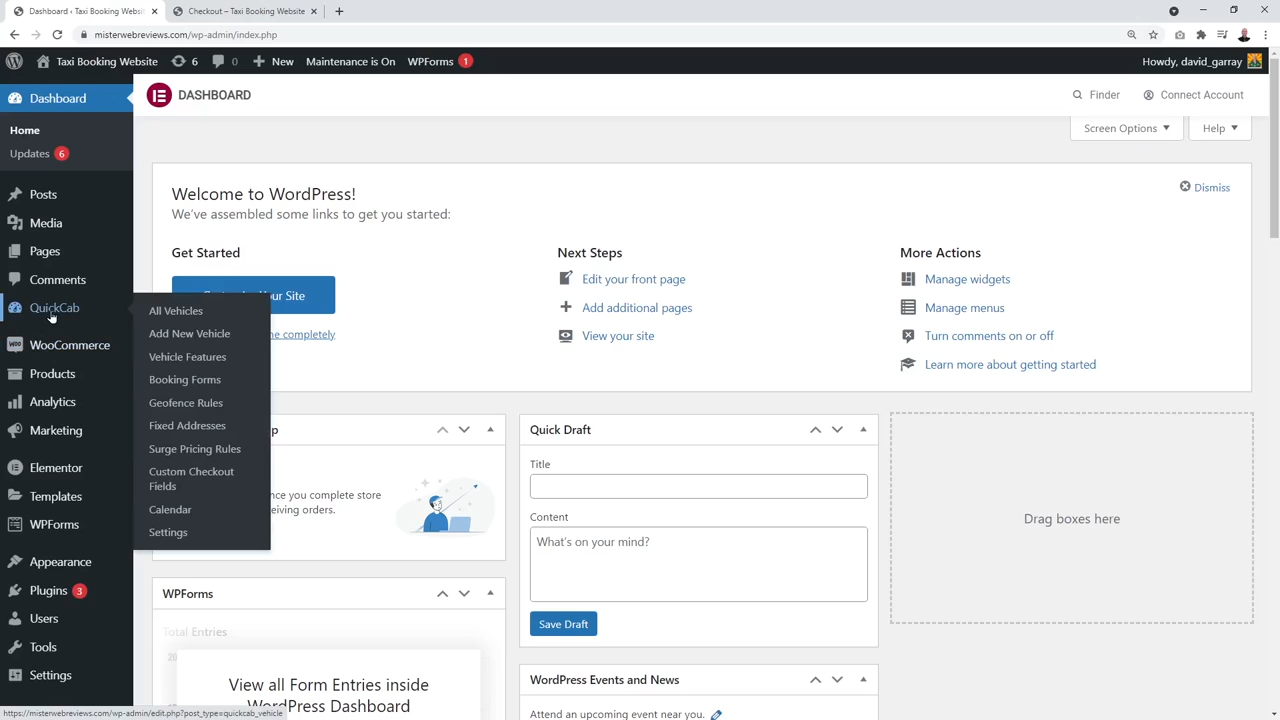 Dashboard ‹ Taxi Booking Website
Checkout – Taxi Booking Website
misterwebreviews.com/wp-admin/index.php
Taxi Booking Website
6
0
New
Maintenance is On
WPForms 1
Howdy, david_garray
Dashboard
Home
Updates 6
Posts
Media
Pages
Comments
QuickCab
WooCommerce
Products
Analytics
Marketing
Elementor
Templates
WPForms
Appearance
Plugins 3
Users
Tools
Settings
All Vehicles
Add New Vehicle
Vehicle Features
Booking Forms
Geofence Rules
Fixed Addresses
Surge Pricing Rules
Custom Checkout
Fields
Calendar
Settings
DASHBOARD
Finder
Connect Account
Screen Options
Help
Welcome to WordPress!
We've assembled some links to get you started:
Dismiss
Get Started
Your Site
completely
Next Steps
Edit your front page
Add additional pages
View your site
More Actions
Manage widgets
Manage menus
Turn comments on or off
Learn more about getting started
you complete store
orders.
WPForms
Total Entries
View all Form Entries inside
WordPress Dashboard
Quick Draft
Title
Content
What's on your mind?
Save Draft
WordPress Events and News
Attend an upcoming event near you.
Drag boxes here
https://misterwebreviews.com/wp-admin/edit.php?post_type=quickcab_vehicle